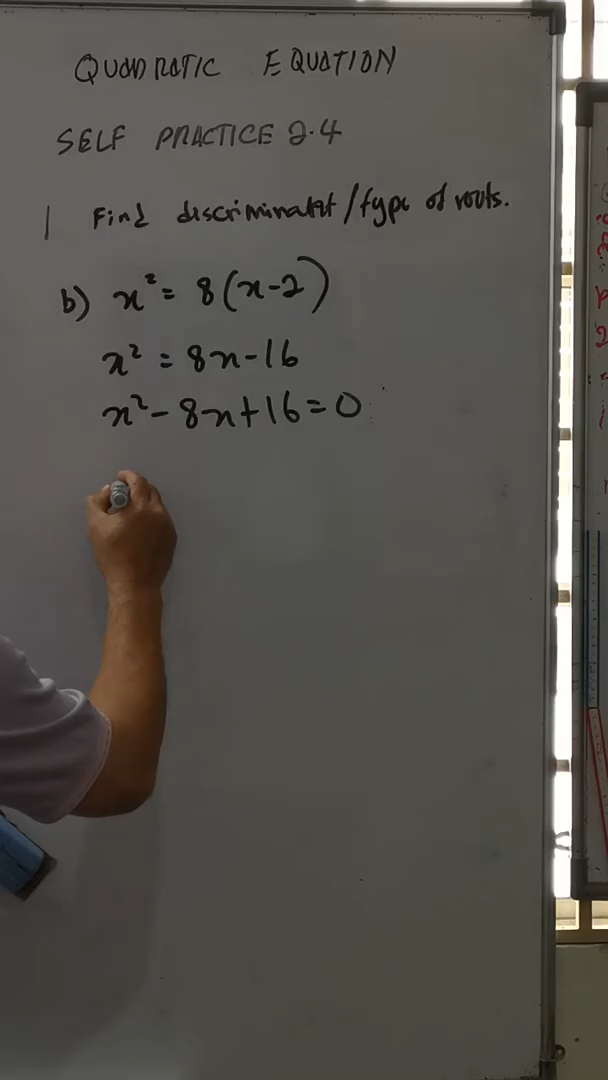 QUADRATIC EQUATION
SELF PRACTICE 2.4
1 Find discriminatnt/type of roots.
b) x² = 8(x-2)
x² = 8x-16
x²-8x+16=0